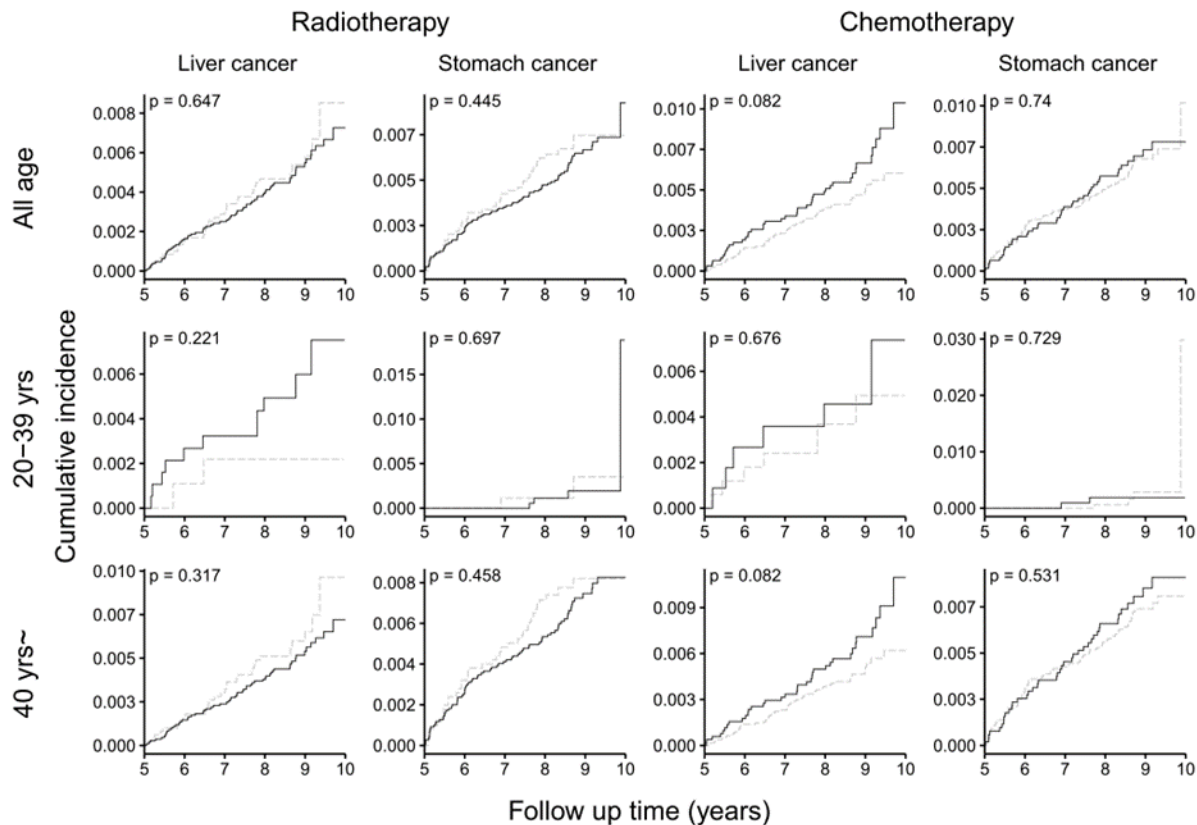 Radiotherapy Chemotherapy
Liver cancer Stomach cancer Liver cancer Stomach cancer
All age
p = 0.647
0.008
0.006
0.003
0.002
0.000
5 6 7 8 9 10
p = 0.445
0.007
0.003
0.000
5 6 7 8 9 10
p = 0.082
0.010
0.007
0.005
0.003
0.000
5 6 7 8 9 10
p = 0.74
0.010
0.007
0.005
0.003
0.000
5 6 7 8 9 10
Cumulative incidence
20−39 yrs
p = 0.221
0.006
0.004
0.002
0.000
5 6 7 8 9 10
p = 0.697
0.015
0.010
0.005
0.000
5 6 7 8 9 10
p = 0.676
0.006
0.004
0.002
0.000
5 6 7 8 9 10
p = 0.729
0.030
0.020
0.010
0.000
5 6 7 8 9 10
40 yrs~
p = 0.317
0.010
0.007
0.005
0.003
0.000
5 6 7 8 9 10
p = 0.458
0.008
0.006
0.004
0.002
0.000
5 6 7 8 9 10
p = 0.082
0.009
0.006
0.003
0.000
5 6 7 8 9 10
p = 0.531
0.007
0.005
0.003
0.000
5 6 7 8 9 10
Follow up time (years)